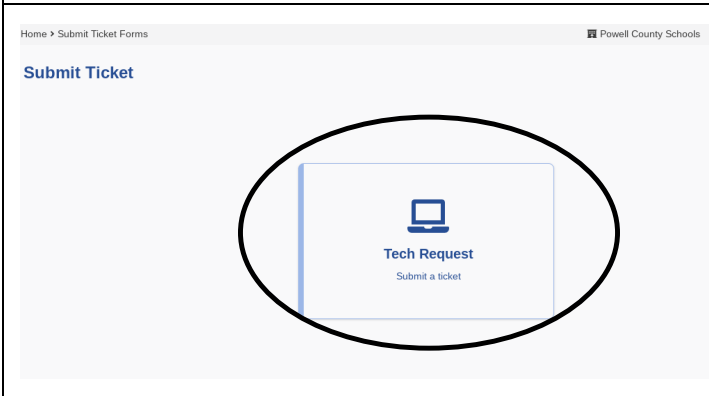 Home > Submit Ticket Forms
Powell County Schools
Submit Ticket
Tech Request
Submit a ticket